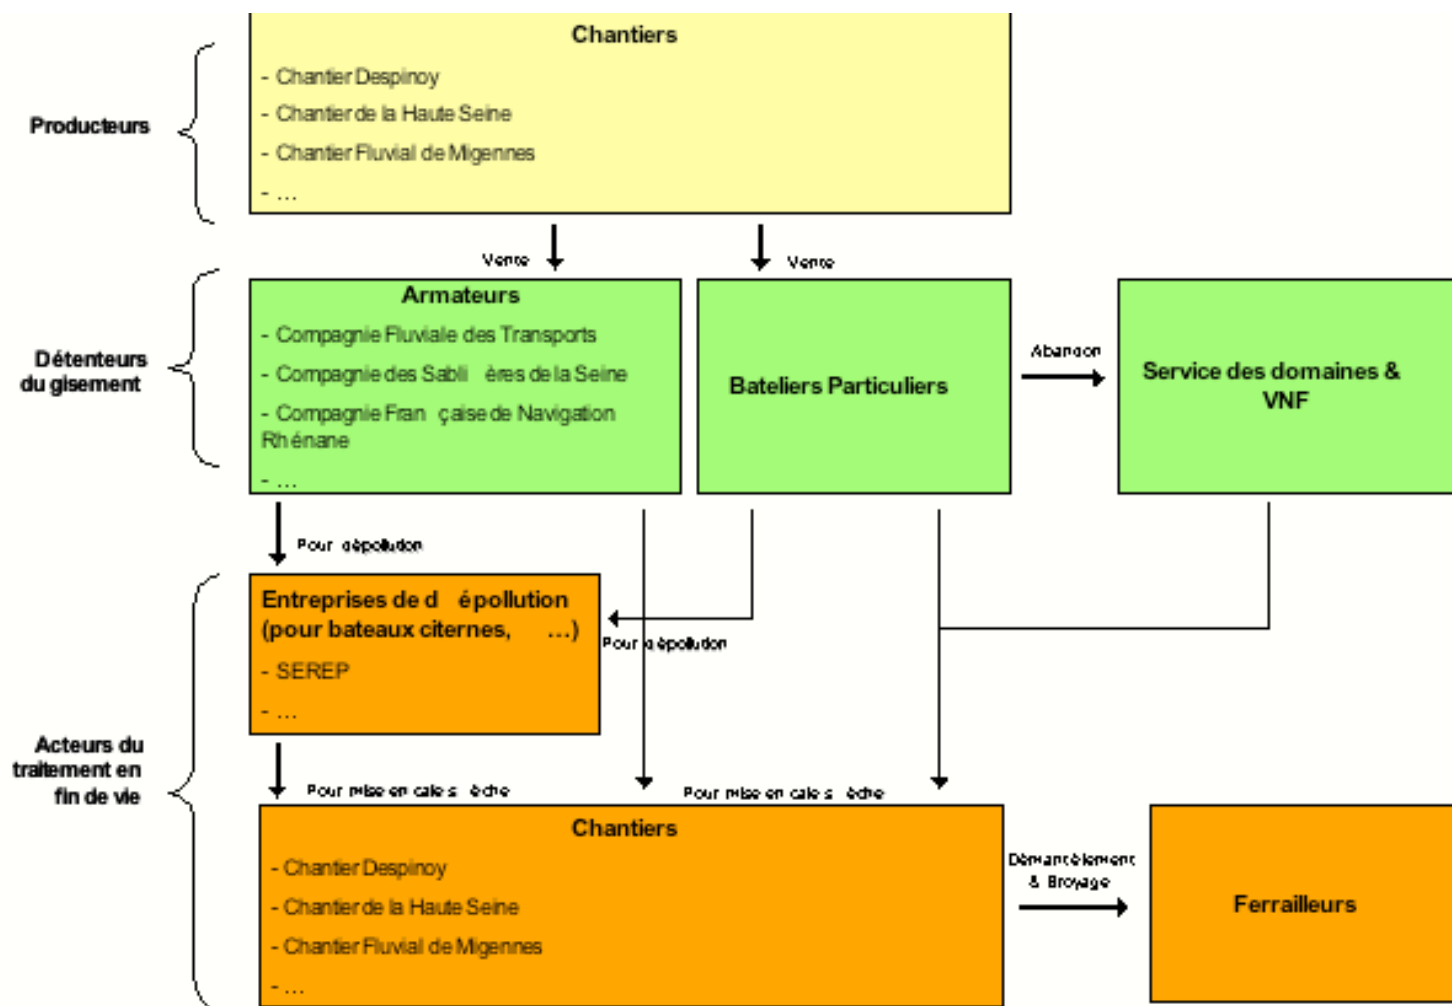 Chantiers
- Chantier Despinoy
- Chantier de la Haute Seine
- Chantier Fluvial de Migennes
- ...
Producteurs
Vente
Vente
Détenteurs
du gisement
Armateurs
- Compagnie Fluviale des Transports
- Compagnie des Sabli ères de la Seine
- Compagnie Fran çaise de Navigation
Rhénane
- ...
Bateliers Particuliers
Abandon
Service des domaines &
VNF
Pour dépollution
Pour dépollution
Acteurs du
traitement en
fin de vie
Entreprises de d épollution
(pour bateaux citernes, ...)
- SEREP
- ...
Pour mise en cale s èche
Pour mise en cale s èche
Chantiers
- Chantier Despinoy
- Chantier de la Haute Seine
- Chantier Fluvial de Migennes
- ...
Démantèlement
& Broyage
Ferrailleurs